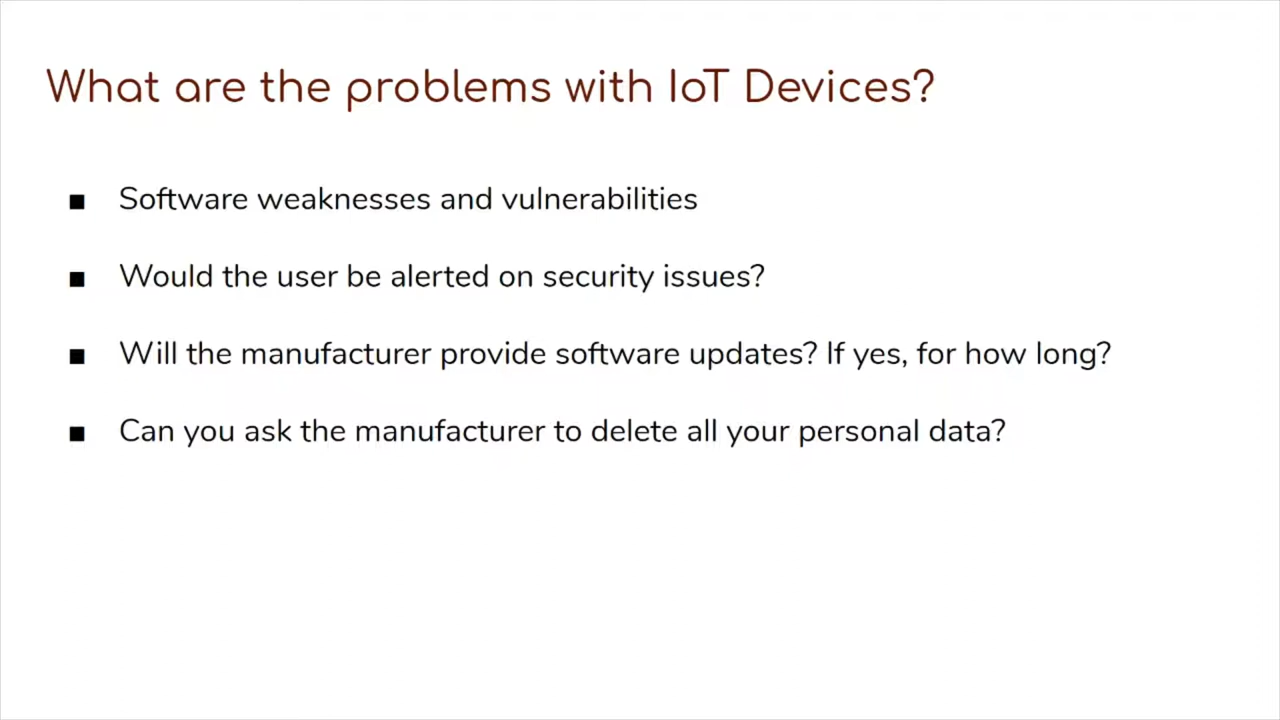 What are the problems with IoT Devices?
■ Software weaknesses and vulnerabilities
■ Would the user be alerted on security issues?
■ Will the manufacturer provide software updates? If yes, for how long?
■ Can you ask the manufacturer to delete all your personal data?